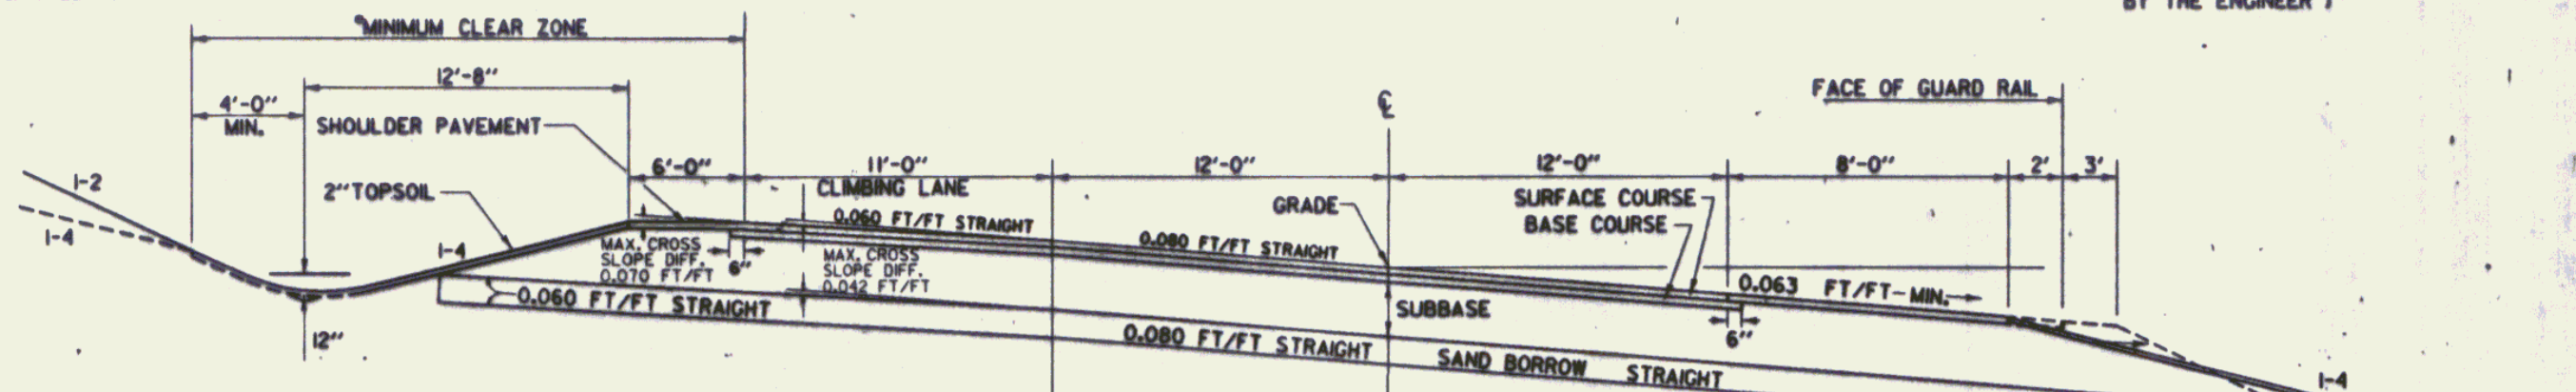 BY THE ENGINEER )
MINIMUM CLEAR ZONE
12'-8"
FACE OF GUARD RAIL
4'-0"
MIN.
℄
SHOULDER PAVEMENT
6'-0"
11'-0"
12'-0"
12'-0"
8'-0"
2'
3'
CLIMBING LANE
1-2
2" TOPSOIL
SURFACE COURSE
GRADE
BASE COURSE
0.060 FT/FT STRAIGHT
1-4
1-4
0.080 FT/FT STRAIGHT
MAX. CROSS
SLOPE DIFF.
0.070 FT/FT
6"
MAX. CROSS
SLOPE DIFF.
0.042 FT/FT
0.063 FT/FT-MIN.
0.060 FT/FT STRAIGHT
SUBBASE
12"
0.080 FT/FT STRAIGHT
6"
SAND BORROW STRAIGHT
1-4